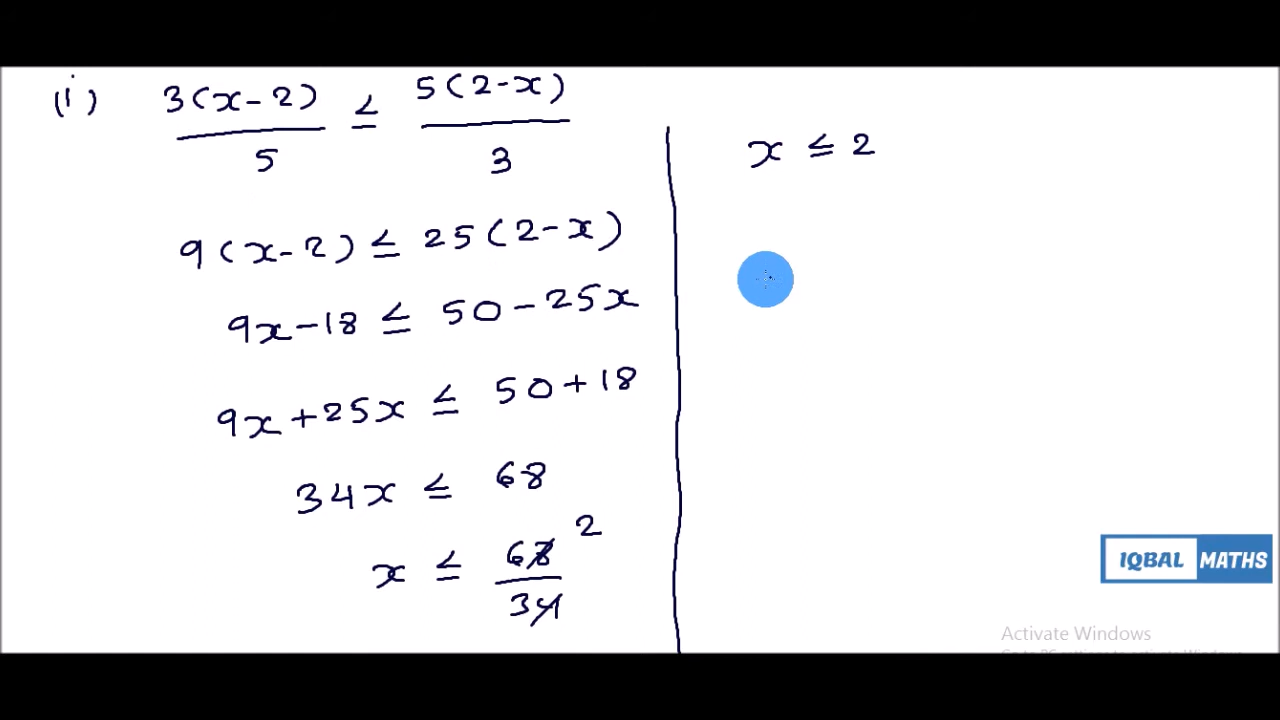 (i) 3(x-2)/5 ≤ 5(2-x)/3
9(x-2) ≤ 25(2-x)
9x-18 ≤ 50-25x
9x+25x ≤ 50+18
34x ≤ 68
x ≤ 68/34 2
x ≤ 2
IQBAL MATHS
Activate Windows